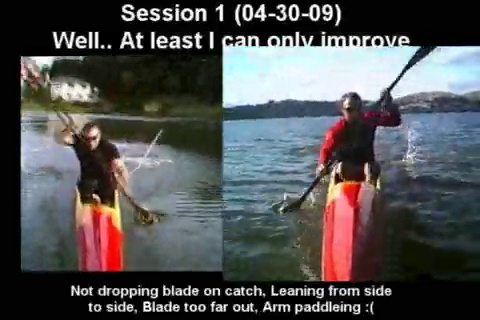 Session 1 (04-30-09)
Well.. At least I can only improve
Not dropping blade on catch, Leaning from side
to side, Blade too far out, Arm paddleing :(